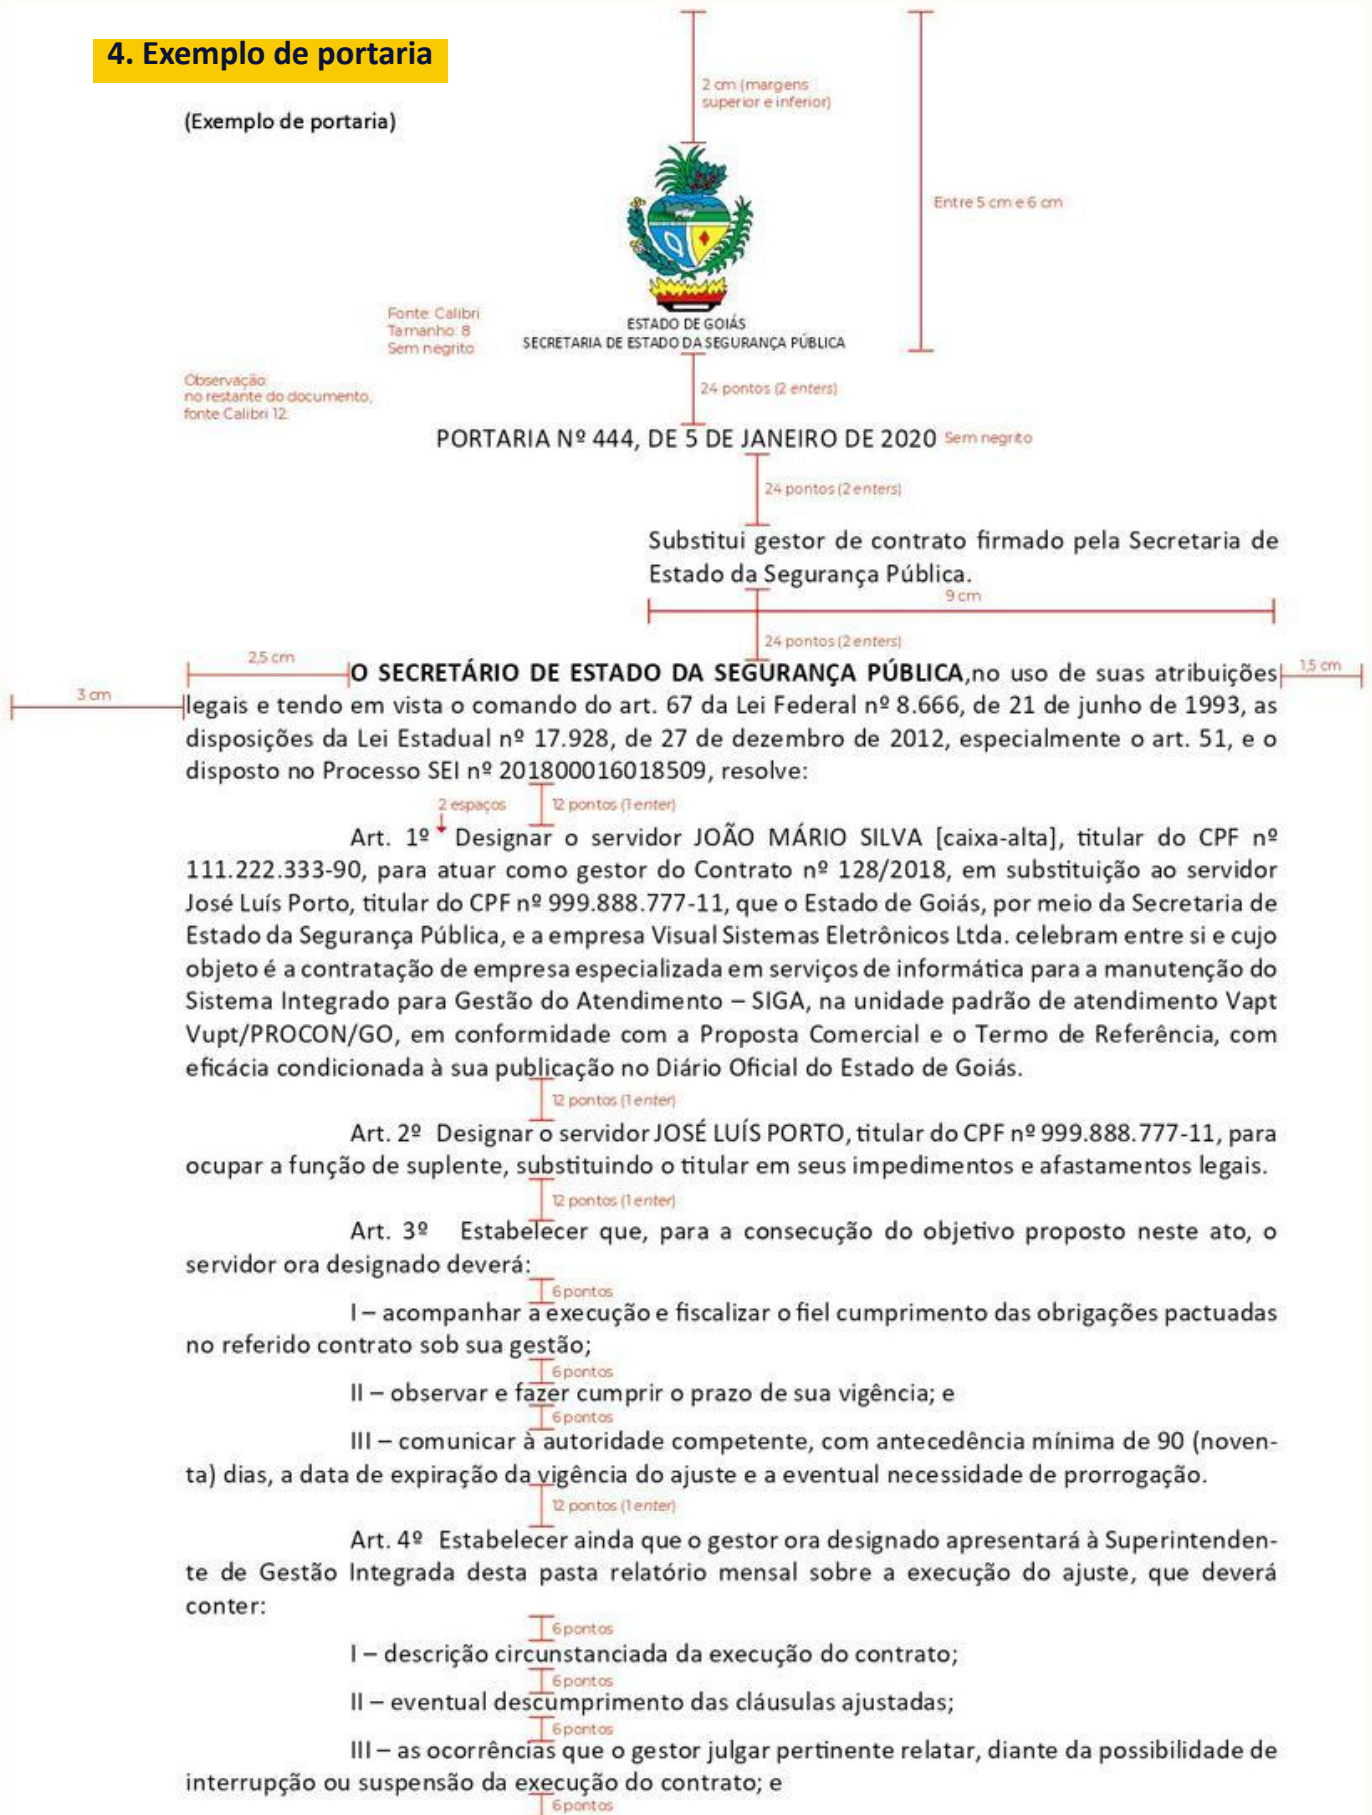 4. Exemplo de portaria
2 cm (margens
superior e inferior)
(Exemplo de portaria)
Entre 5 cm e 6 cm
Fonte: Calibri
Tamanho: 8
Sem negrito
ESTADO DE GOIÁS
SECRETARIA DE ESTADO DA SEGURANÇA PÚBLICA
Observação:
no restante do documento,
fonte Calibri 12.
24 pontos (2 enters)
PORTARIA Nº 444, DE 5 DE JANEIRO DE 2020 Sem negrito
24 pontos (2 enters)
Substitui gestor de contrato firmado pela Secretaria de
Estado da Segurança Pública.
9 cm
24 pontos (2 enters)
2,5 cm
O SECRETÁRIO DE ESTADO DA SEGURANÇA PÚBLICA,no uso de suas atribuições
1,5 cm
3 cm
legais e tendo em vista o comando do art. 67 da Lei Federal nº 8.666, de 21 de junho de 1993, as
disposições da Lei Estadual nº 17.928, de 27 de dezembro de 2012, especialmente o art. 51, e o
disposto no Processo SEI nº 201800016018509, resolve:
2 espaços
12 pontos (1 enter)
Art. 1º Designar o servidor JOÃO MÁRIO SILVA [caixa-alta], titular do CPF nº
111.222.333-90, para atuar como gestor do Contrato nº 128/2018, em substituição ao servidor
José Luís Porto, titular do CPF nº 999.888.777-11, que o Estado de Goiás, por meio da Secretaria de
Estado da Segurança Pública, e a empresa Visual Sistemas Eletrônicos Ltda. celebram entre si e cujo
objeto é a contratação de empresa especializada em serviços de informática para a manutenção do
Sistema Integrado para Gestão do Atendimento – SIGA, na unidade padrão de atendimento Vapt
Vupt/PROCON/GO, em conformidade com a Proposta Comercial e o Termo de Referência, com
eficácia condicionada à sua publicação no Diário Oficial do Estado de Goiás.
12 pontos (1 enter)
Art. 2º Designar o servidor JOSÉ LUÍS PORTO, titular do CPF nº 999.888.777-11, para
ocupar a função de suplente, substituindo o titular em seus impedimentos e afastamentos legais.
12 pontos (1 enter)
Art. 3º Estabelecer que, para a consecução do objetivo proposto neste ato, o
servidor ora designado deverá:
6 pontos
I – acompanhar a execução e fiscalizar o fiel cumprimento das obrigações pactuadas
no referido contrato sob sua gestão;
6 pontos
II – observar e fazer cumprir o prazo de sua vigência; e
6 pontos
III – comunicar à autoridade competente, com antecedência mínima de 90 (noven-
ta) dias, a data de expiração da vigência do ajuste e a eventual necessidade de prorrogação.
12 pontos (1 enter)
Art. 4º Estabelecer ainda que o gestor ora designado apresentará à Superintenden-
te de Gestão Integrada desta pasta relatório mensal sobre a execução do ajuste, que deverá
conter:
6 pontos
I – descrição circunstanciada da execução do contrato;
6 pontos
II – eventual descumprimento das cláusulas ajustadas;
6 pontos
III – as ocorrências que o gestor julgar pertinente relatar, diante da possibilidade de
interrupção ou suspensão da execução do contrato; e
6 pontos